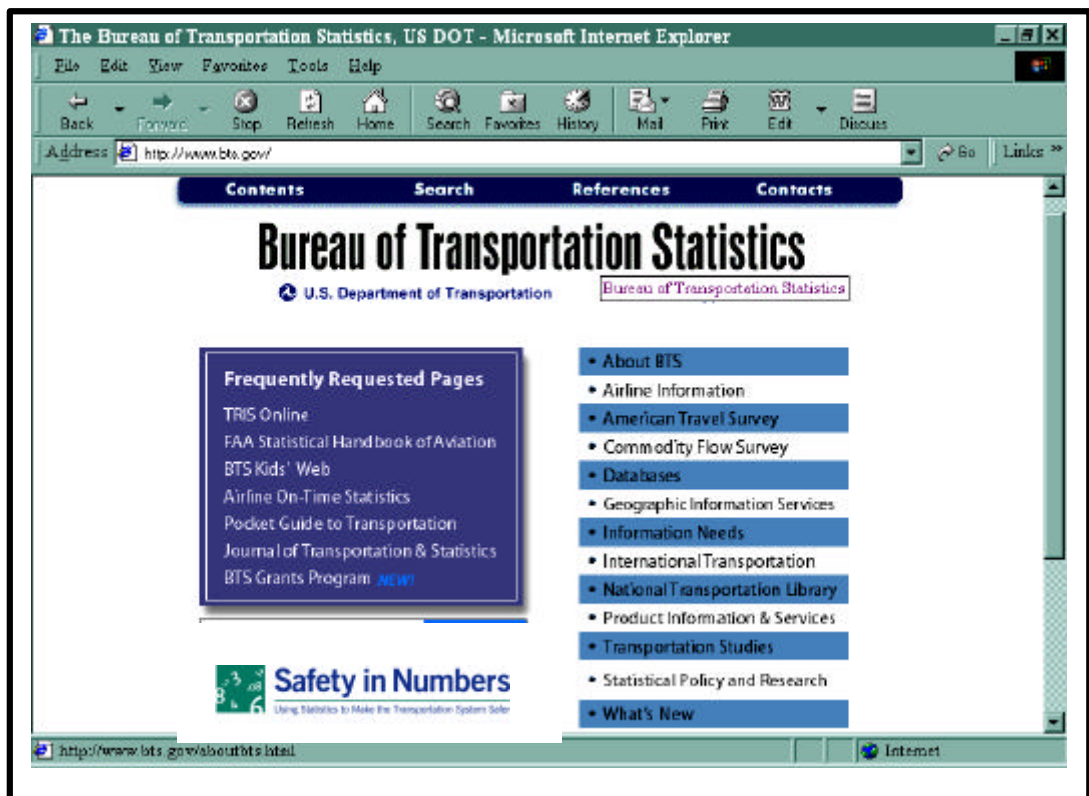 The Bureau of Transportation Statistics, US DOT - Microsoft Internet Explorer
File Edit View Favorites Tools Help
Back Forward Stop Refresh Home Search Favorites History Mail Print Edit Discuss
Address http://www.bts.gov/ Go Links »
Contents Search References Contacts
Bureau of Transportation Statistics
U.S. Department of Transportation
Bureau of Transportation Statistics
Frequently Requested Pages
TRIS Online
FAA Statistical Handbook of Aviation
BTS Kids' Web
Airline On-Time Statistics
Pocket Guide to Transportation
Journal of Transportation & Statistics
BTS Grants Program NEW!
Safety in Numbers
Using Statistics to Make the Transportation System Safer
• About BTS
• Airline Information
• American Travel Survey
• Commodity Flow Survey
• Databases
• Geographic Information Services
• Information Needs
• International Transportation
• National Transportation Library
• Product Information & Services
• Transportation Studies
• Statistical Policy and Research
• What's New
http://www.bts.gov/aboutbts.html Internet